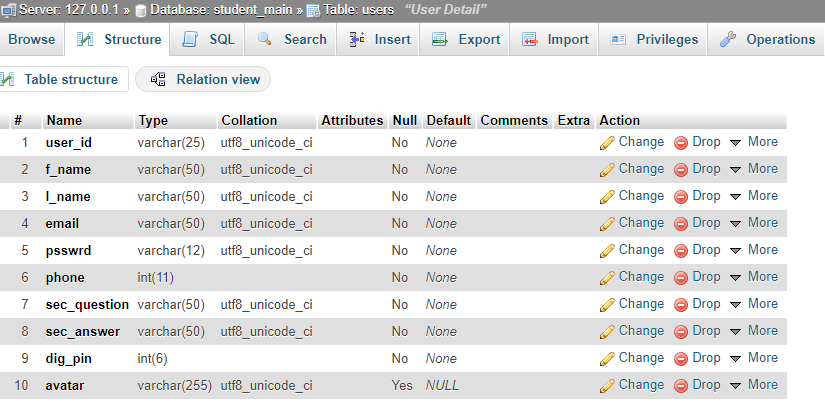 Server: 127.0.0.1 » Database: student_main » Table: users "User Detail"
Browse Structure SQL Search Insert Export Import Privileges Operations
Table structure Relation view
# Name Type Collation Attributes Null Default Comments Extra Action
1 user_id varchar(25) utf8_unicode_ci No None Change Drop More
2 f_name varchar(50) utf8_unicode_ci No None Change Drop More
3 l_name varchar(50) utf8_unicode_ci No None Change Drop More
4 email varchar(50) utf8_unicode_ci No None Change Drop More
5 psswrd varchar(12) utf8_unicode_ci No None Change Drop More
6 phone int(11) No None Change Drop More
7 sec_question varchar(50) utf8_unicode_ci No None Change Drop More
8 sec_answer varchar(50) utf8_unicode_ci No None Change Drop More
9 dig_pin int(6) No None Change Drop More
10 avatar varchar(255) utf8_unicode_ci Yes NULL Change Drop More